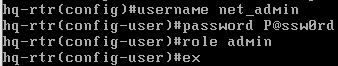 hq-rtr(config)#username net_admin
hq-rtr(config-user)#password P@ssw0rd
hq-rtr(config-user)#role admin
hq-rtr(config-user)#ex